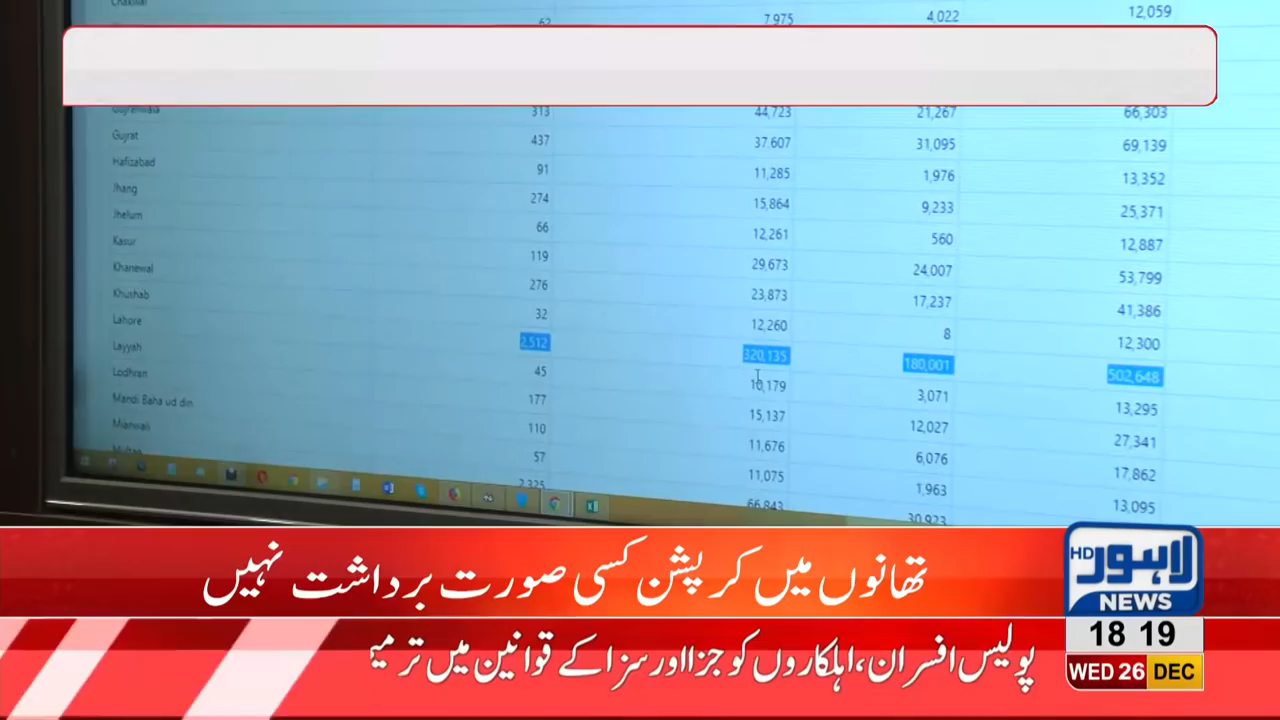 Chakwal 62 7,975 4,022 12,059
Gujranwala 313 44,723 21,267 66,303
Gujrat 437 37,607 31,095 69,139
Hafizabad 91 11,285 1,976 13,352
Jhang 274 15,864 9,233 25,371
Jhelum 66 12,261 560 12,887
Kasur 119 29,673 24,007 53,799
Khanewal 276 23,873 17,237 41,386
Khushab 32 12,260 8 12,300
Lahore 2,512 320,135 180,001 502,648
Layyah 45 10,179 3,071 13,295
Lodhran 177 15,137 12,027 27,341
Mandi Baha ud din 110 11,676 6,076 17,862
Mianwali 57 11,075 1,963 13,095
Multan 2,325 66,843 30,923
تھانوں میں کرپشن کسی صورت برداشت نہیں
HD لاہور
NEWS
18 19
WED 26 DEC
پولیس افسران،اہلکاروں کو جزا اور سزا کے قوانین میں ترمیم